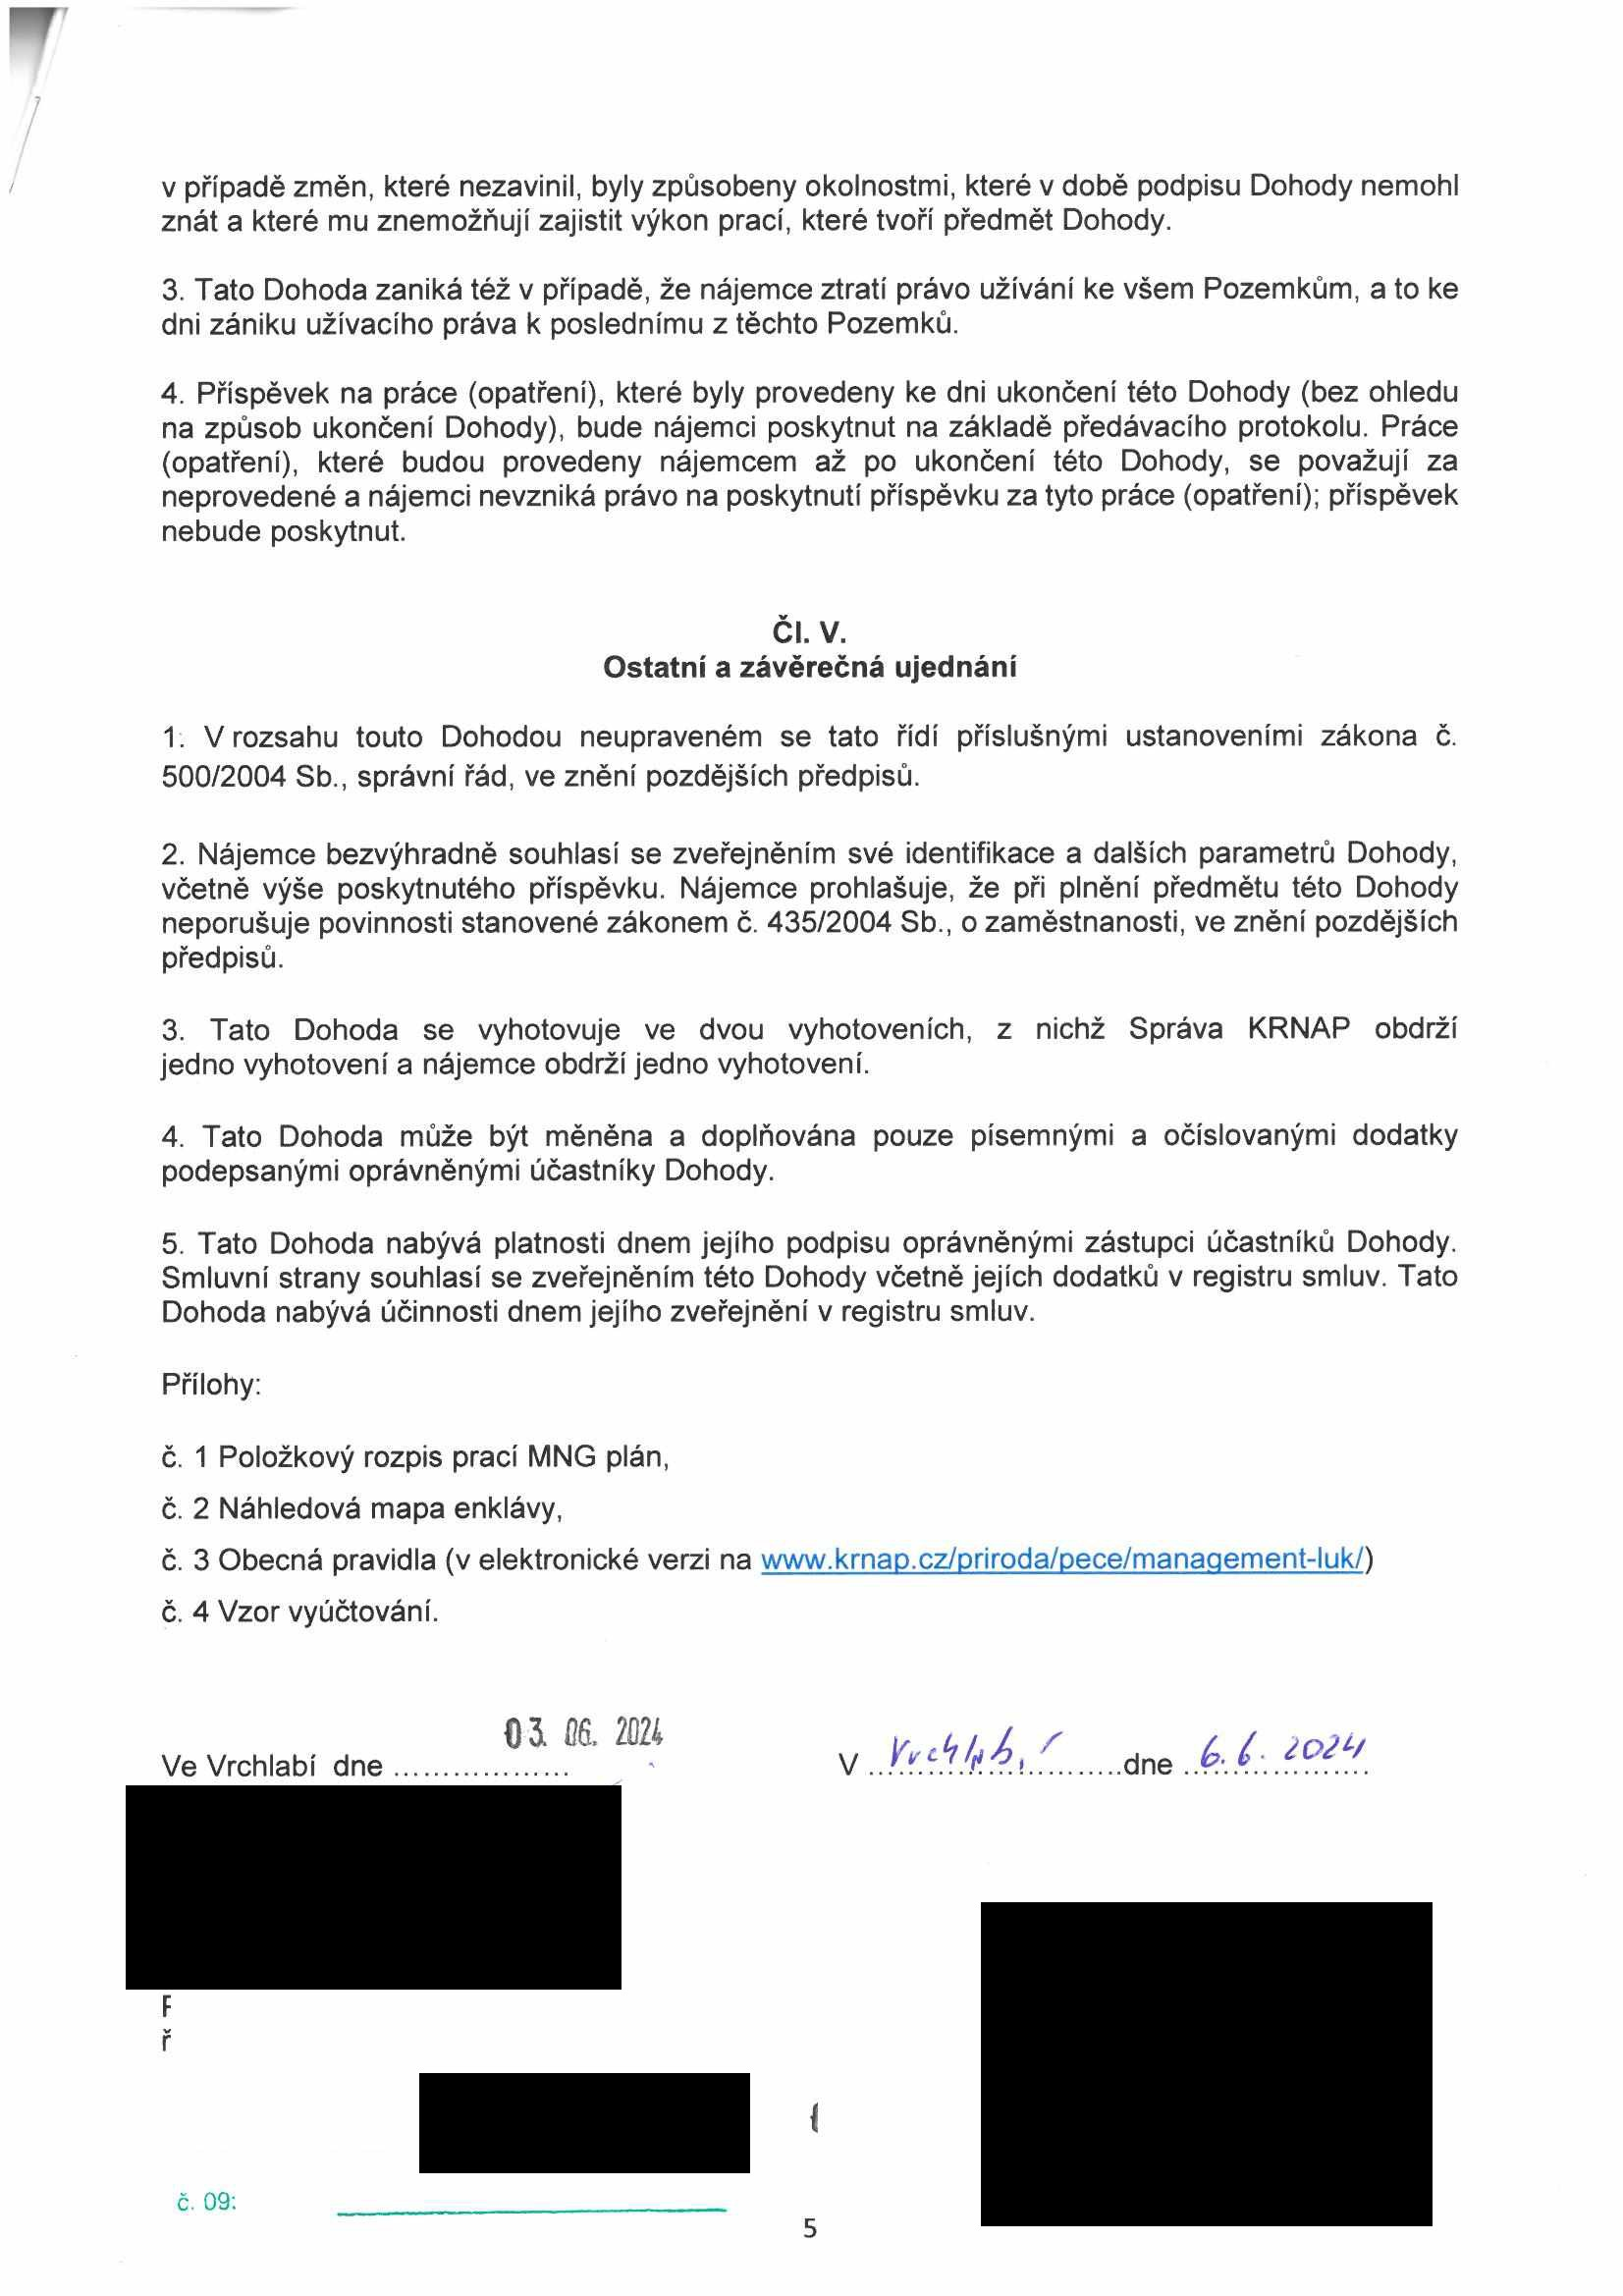 v případě změn, které nezavinil, byly způsobeny okolnostmi, které v době podpisu Dohody nemohl
znát a které mu znemožňují zajistit výkon prací, které tvoří předmět Dohody.
3. Tato Dohoda zaniká též v případě, že nájemce ztratí právo užívání ke všem Pozemkům, a to ke
dni zániku užívacího práva k poslednímu z těchto Pozemků.
4. Příspěvek na práce (opatření), které byly provedeny ke dni ukončení této Dohody (bez ohledu
na způsob ukončení Dohody), bude nájemci poskytnut na základě předávacího protokolu. Práce
(opatření), které budou provedeny nájemcem až po ukončení této Dohody, se považují za
neprovedené a nájemci nevzniká právo na poskytnutí příspěvku za tyto práce (opatření); příspěvek
nebude poskytnut.
Čl. V.
Ostatní a závěrečná ujednání
1. V rozsahu touto Dohodou neupraveném se tato řídí příslušnými ustanoveními zákona č.
500/2004 Sb., správní řád, ve znění pozdějších předpisů.
2. Nájemce bezvýhradně souhlasí se zveřejněním své identifikace a dalších parametrů Dohody,
včetně výše poskytnutého příspěvku. Nájemce prohlašuje, že při plnění předmětu této Dohody
neporušuje povinnosti stanovené zákonem č. 435/2004 Sb., o zaměstnanosti, ve znění pozdějších
předpisů.
3. Tato Dohoda se vyhotovuje ve dvou vyhotoveních, z nichž Správa KRNAP obdrží
jedno vyhotovení a nájemce obdrží jedno vyhotovení.
4. Tato Dohoda může být měněna a doplňována pouze písemnými a očíslovanými dodatky
podepsanými oprávněnými účastníky Dohody.
5. Tato Dohoda nabývá platnosti dnem jejího podpisu oprávněnými zástupci účastníků Dohody.
Smluvní strany souhlasí se zveřejněním této Dohody včetně jejích dodatků v registru smluv. Tato
Dohoda nabývá účinnosti dnem jejího zveřejnění v registru smluv.
Přílohy:
č. 1 Položkový rozpis prací MNG plán,
č. 2 Náhledová mapa enklávy,
č. 3 Obecná pravidla (v elektronické verzi na www.krnap.cz/priroda/pece/management-luk/)
č. 4 Vzor vyúčtování.
Ve Vrchlabí dne 03. 06. 2024
V Vrchlabí dne 6.6. 2024
ř
č. 09:
5